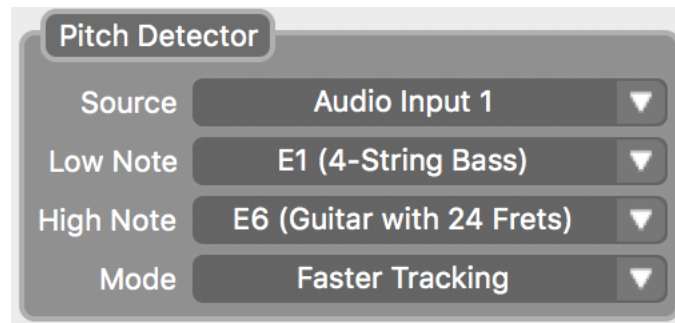 Pitch Detector
Source Audio Input 1
Low Note E1 (4-String Bass)
High Note E6 (Guitar with 24 Frets)
Mode Faster Tracking